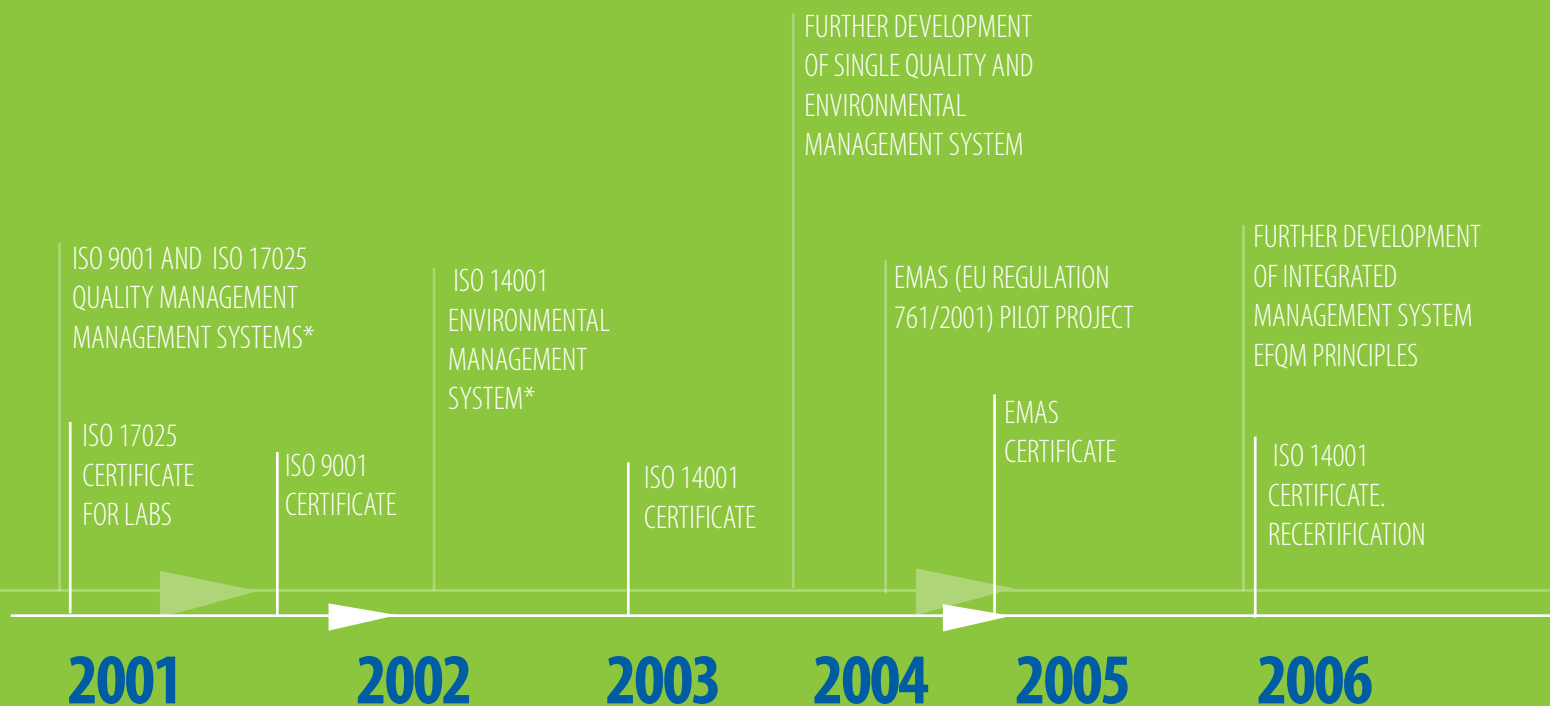 FURTHER DEVELOPMENT
OF SINGLE QUALITY AND
ENVIRONMENTAL
MANAGEMENT SYSTEM
ISO 9001 AND ISO 17025
QUALITY MANAGEMENT
MANAGEMENT SYSTEMS*
ISO 14001
ENVIRONMENTAL
MANAGEMENT
SYSTEM*
EMAS (EU REGULATION
761/2001) PILOT PROJECT
FURTHER DEVELOPMENT
OF INTEGRATED
MANAGEMENT SYSTEM
EFQM PRINCIPLES
ISO 17025
CERTIFICATE
FOR LABS
ISO 9001
CERTIFICATE
ISO 14001
CERTIFICATE
EMAS
CERTIFICATE
ISO 14001
CERTIFICATE.
RECERTIFICATION
2001
2002
2003
2004
2005
2006